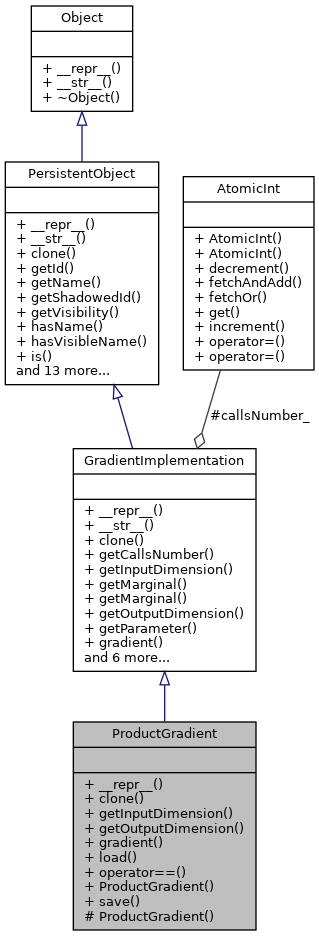 Object
+ __repr__()
+ __str__()
+ ~Object()
PersistentObject
+ __repr__()
+ __str__()
+ clone()
+ getId()
+ getName()
+ getShadowedId()
+ getVisibility()
+ hasName()
+ hasVisibleName()
+ is()
and 13 more...
AtomicInt
+ AtomicInt()
+ AtomicInt()
+ decrement()
+ fetchAndAdd()
+ fetchOr()
+ get()
+ increment()
+ operator=()
+ operator=()
#callsNumber_
GradientImplementation
+ __repr__()
+ __str__()
+ clone()
+ getCallsNumber()
+ getInputDimension()
+ getMarginal()
+ getMarginal()
+ getOutputDimension()
+ getParameter()
+ gradient()
and 6 more...
ProductGradient
+ __repr__()
+ clone()
+ getInputDimension()
+ getOutputDimension()
+ gradient()
+ load()
+ operator==()
+ ProductGradient()
+ save()
# ProductGradient()